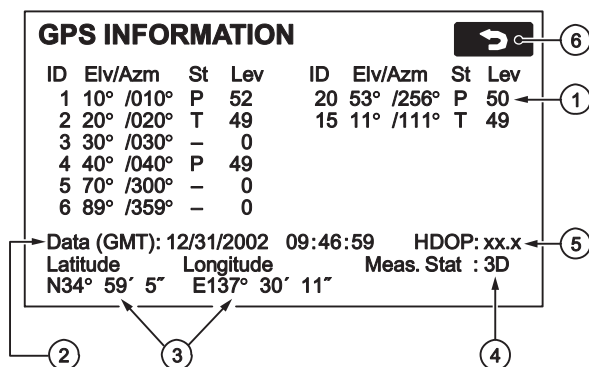 GPS INFORMATION
ID Elv/Azm St Lev ID Elv/Azm St Lev
1 10° /010° P 52 20 53° /256° P 50
2 20° /020° T 49 15 11° /111° T 49
3 30° /030° – 0
4 40° /040° P 49
5 70° /300° – 0
6 89° /359° – 0
Data (GMT): 12/31/2002 09:46:59 HDOP: xx.x
Latitude Longitude Meas. Stat : 3D
N34° 59´ 5˝ E137° 30´ 11˝
6
1
5
2
3
4